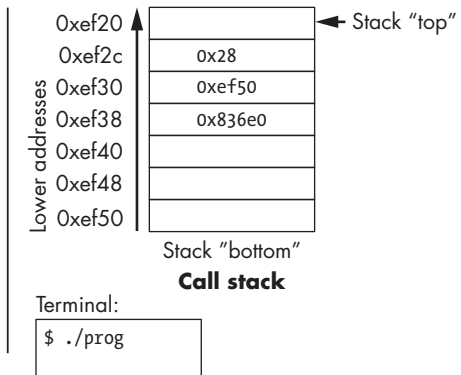 0xef20
Stack "top"
0xef2c 0x28
0xef30 0xef50
0xef38 0x836e0
0xef40
0xef48
0xef50
Lower addresses
Stack "bottom"
Call stack
Terminal:
$ ./prog